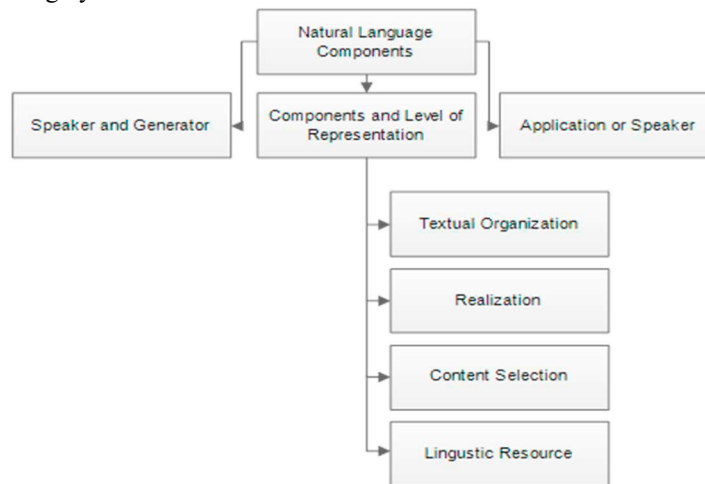 Natural Language
Components
Speaker and Generator
Components and Level of
Representation
Application or Speaker
Textual Organization
Realization
Content Selection
Lingustic Resource